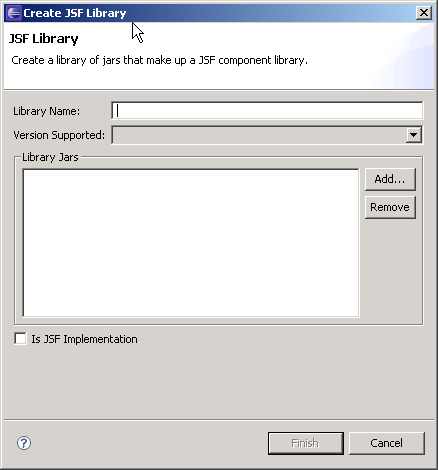 Create JSF Library
JSF Library
Create a library of jars that make up a JSF component library.
Library Name:
Version Supported:
Library Jars
Add...
Remove
Is JSF Implementation
?
Finish
Cancel